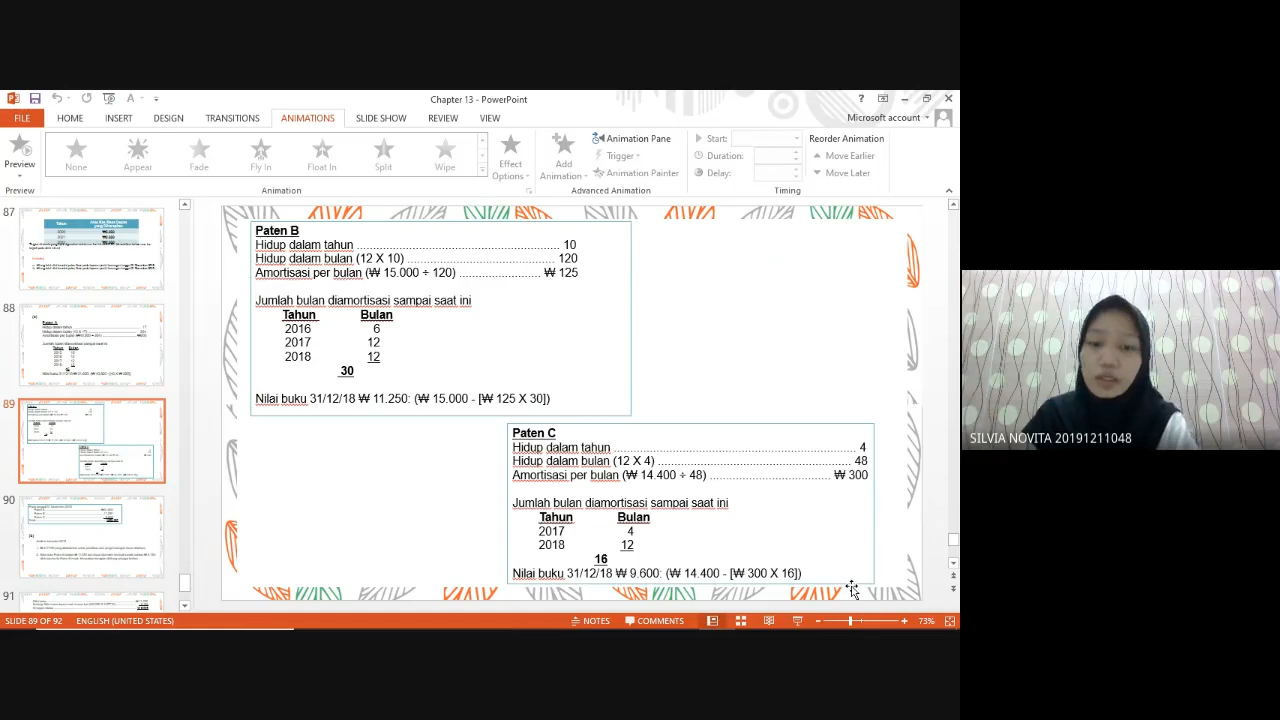 Chapter 13 - PowerPoint
FILE
HOME
INSERT
DESIGN
TRANSITIONS
ANIMATIONS
SLIDE SHOW
REVIEW
VIEW
Microsoft account
Preview
None
Appear
Fade
Fly In
Float In
Split
Wipe
Effect Options
Add Animation
Animation Pane
Trigger
Animation Painter
Start:
Duration:
Delay:
Reorder Animation
Move Earlier
Move Later
Preview
Animation
Advanced Animation
Timing
87
88
89
90
91
Paten B
Hidup dalam tahun 10
Hidup dalam bulan (12 X 10) ............................................ 120
Amortisasi per bulan (₩ 15.000 ÷ 120) ........................ ₩ 125
Jumlah bulan diamortisasi sampai saat ini
Tahun Bulan
2016 6
2017 12
2018 12
30
Nilai buku 31/12/18 ₩ 11.250: (₩ 15.000 - [₩ 125 X 30])
Paten C
Hidup dalam tahun ................................................................ 4
Hidup dalam bulan (12 X 4) .................................................. 48
Amortisasi per bulan (₩ 14.400 ÷ 48) ................................... ₩ 300
Jumlah bulan diamortisasi sampai saat ini
Tahun Bulan
2017 4
2018 12
16
Nilai buku 31/12/18 ₩ 9.600: (₩ 14.400 - [₩ 300 X 16])
SILVIA NOVITA 20191211048
SLIDE 89 OF 92
ENGLISH (UNITED STATES)
NOTES
COMMENTS
73%